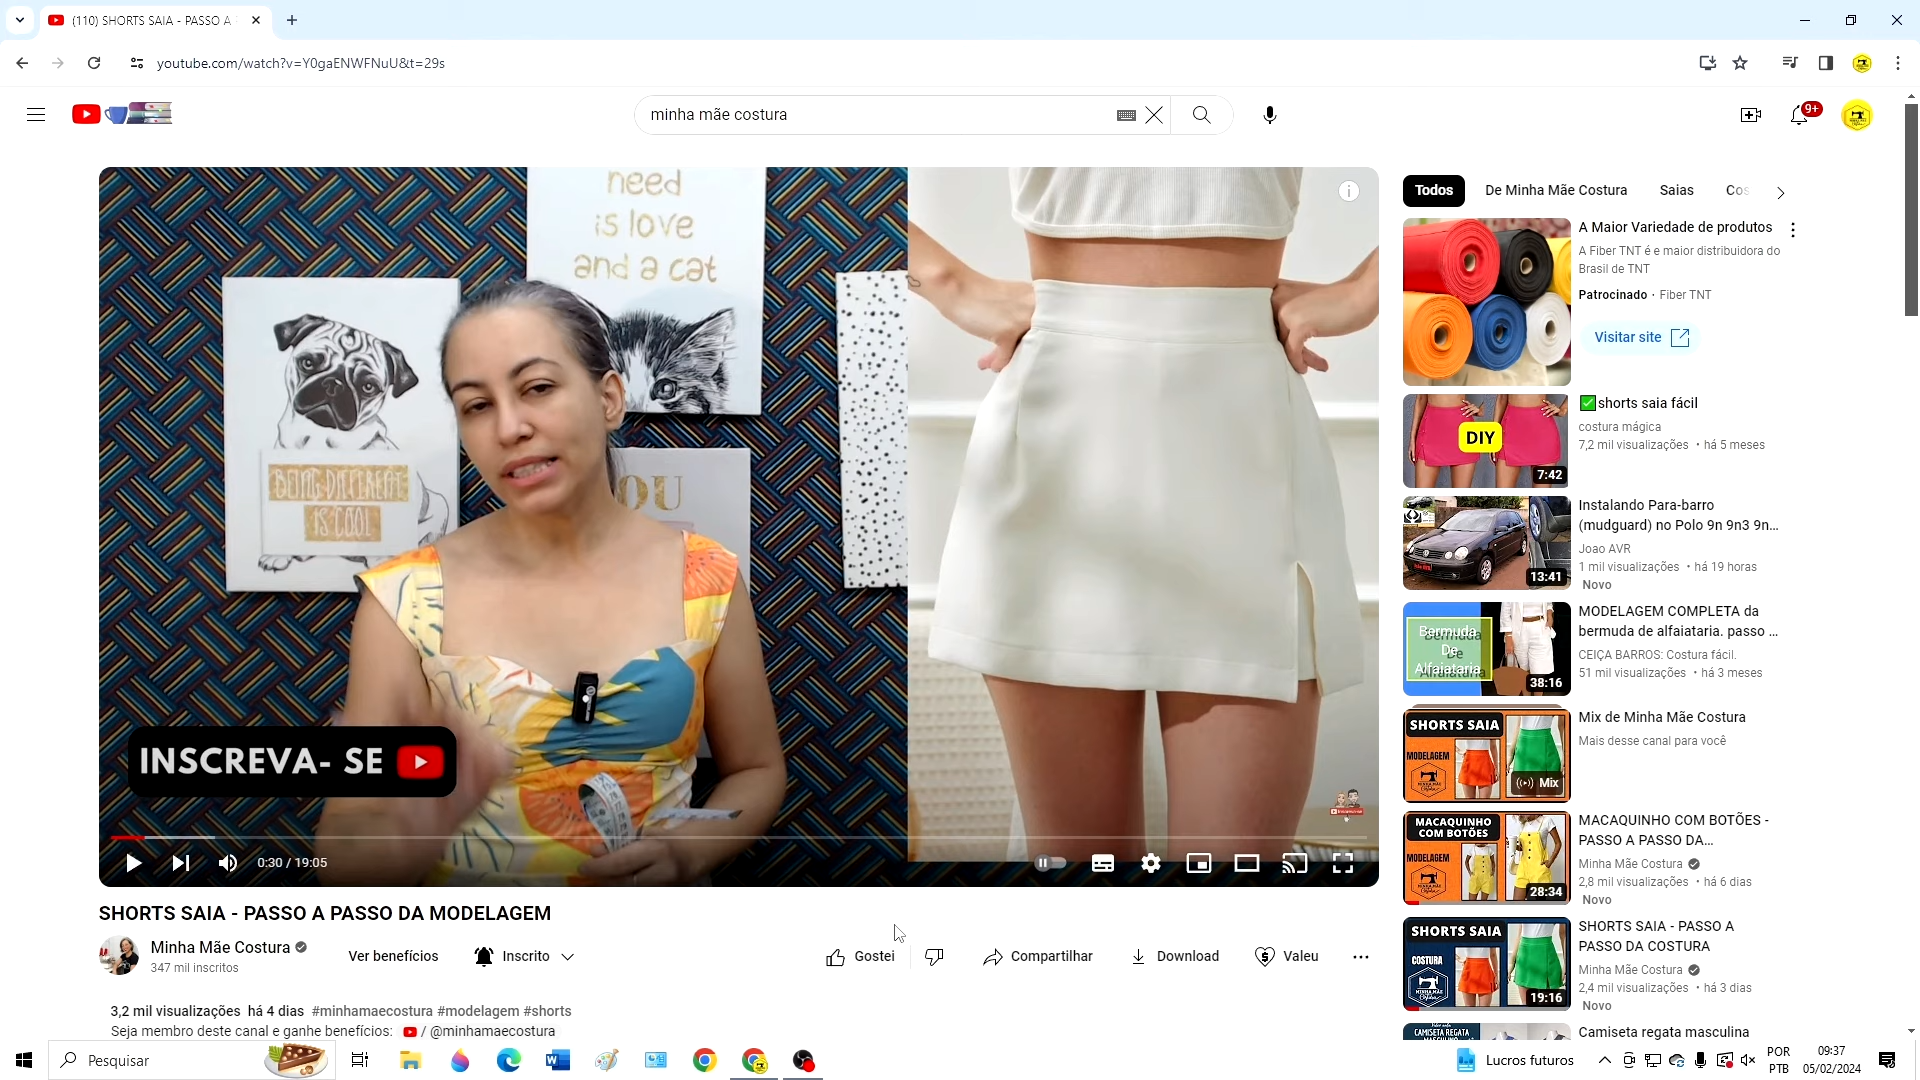 (110) SHORTS SAIA - PASSO A
youtube.com/watch?v=Y0gaENWFNuU&t=29s
minha mãe costura
9+
need
is love
and a cat
BEING DIFFERENT
IS COOL
OU
INSCREVA- SE
0:30 / 19:05
SHORTS SAIA - PASSO A PASSO DA MODELAGEM
Minha Mãe Costura
347 mil inscritos
Ver benefícios
Inscrito
Gostei
Compartilhar
Download
Valeu
3,2 mil visualizações há 4 dias #minhamaecostura #modelagem #shorts
Seja membro deste canal e ganhe benefícios: / @minhamaecostura
Todos
De Minha Mãe Costura
Saias
Cos
A Maior Variedade de produtos
A Fiber TNT é e maior distribuidora do
Brasil de TNT
Patrocinado · Fiber TNT
Visitar site
DIY
7:42
✅shorts saia fácil
costura mágica
7,2 mil visualizações • há 5 meses
13:41
Instalando Para-barro
(mudguard) no Polo 9n 9n3 9n...
Joao AVR
1 mil visualizações • há 19 horas
Novo
Bermuda
De
Alfaiataria
38:16
MODELAGEM COMPLETA da
bermuda de alfaiataria. passo ...
CEIÇA BARROS: Costura fácil.
51 mil visualizações • há 3 meses
SHORTS SAIA
MODELAGEM
Mix
Mix de Minha Mãe Costura
Mais desse canal para você
MACAQUINHO
COM BOTÕES
MODELAGEM
28:34
MACAQUINHO COM BOTÕES -
PASSO A PASSO DA...
Minha Mãe Costura
2,8 mil visualizações • há 6 dias
Novo
SHORTS SAIA
COSTURA
19:16
SHORTS SAIA - PASSO A
PASSO DA COSTURA
Minha Mãe Costura
2,4 mil visualizações • há 3 dias
Novo
CAMISETA REGATA
Camiseta regata masculina
Pesquisar
Lucros futuros
POR
PTB
09:37
05/02/2024